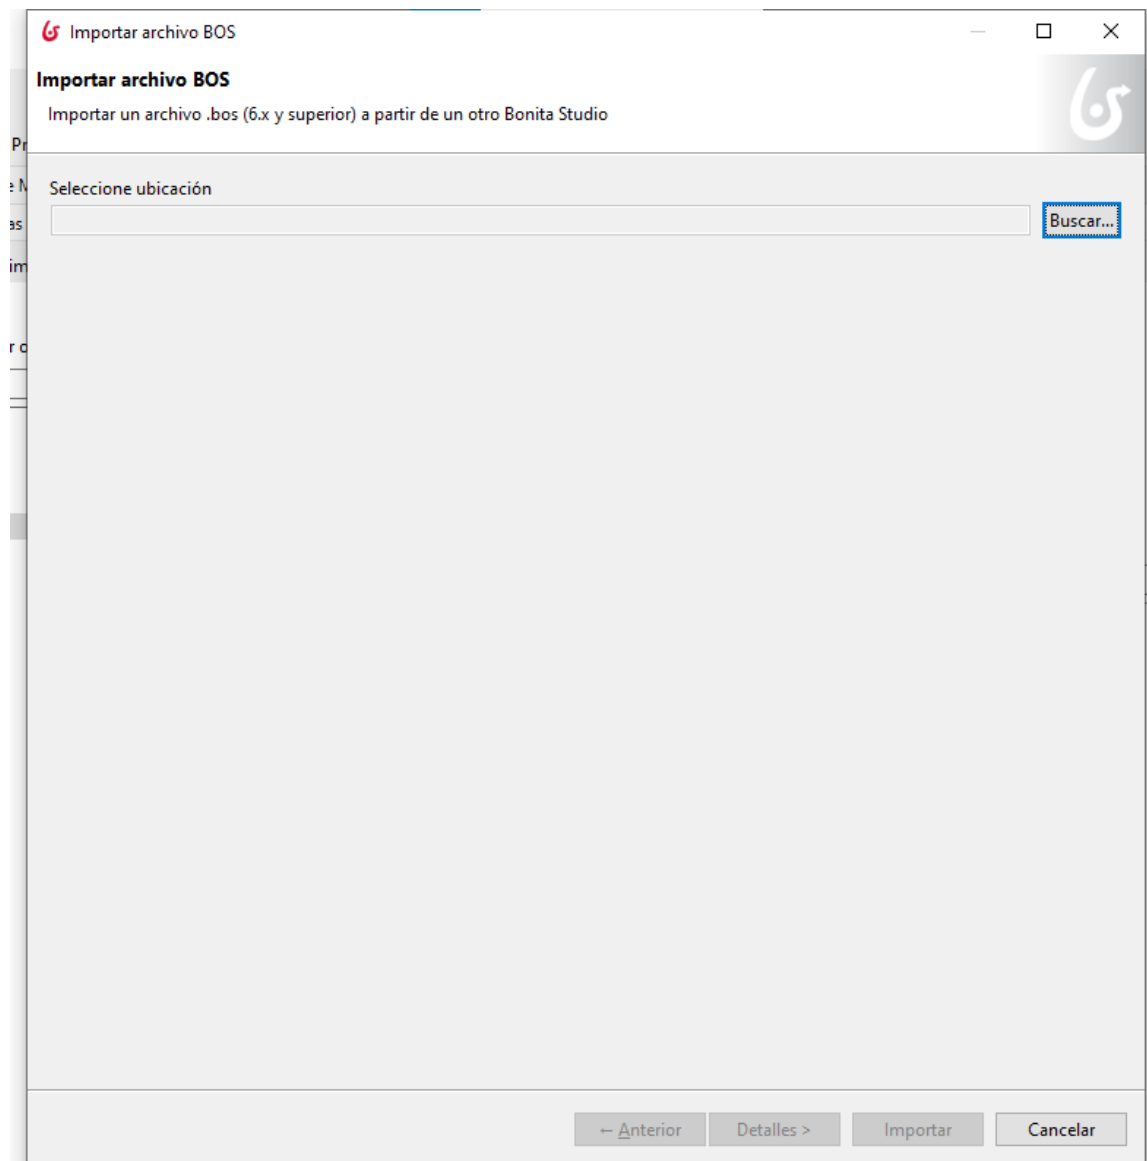 Importar archivo BOS
Importar archivo BOS
Importar un archivo .bos (6.x y superior) a partir de un otro Bonita Studio
Seleccione ubicación
Buscar...
← Anterior
Detalles >
Importar
Cancelar